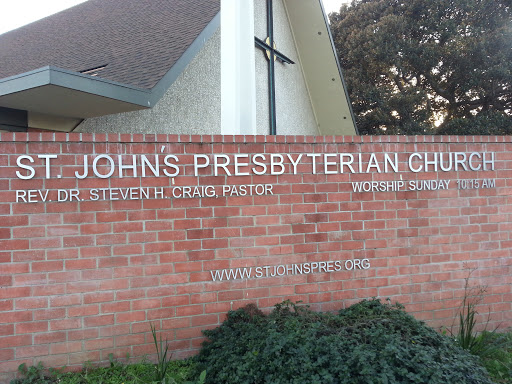 ST. JOHN'S PRESBYTERIAN CHURCH
REV. DR. STEVEN H. CRAIG, PASTOR WORSHIP SUNDAY 10:15 AM
WWW.STJOHNSPRES.ORG